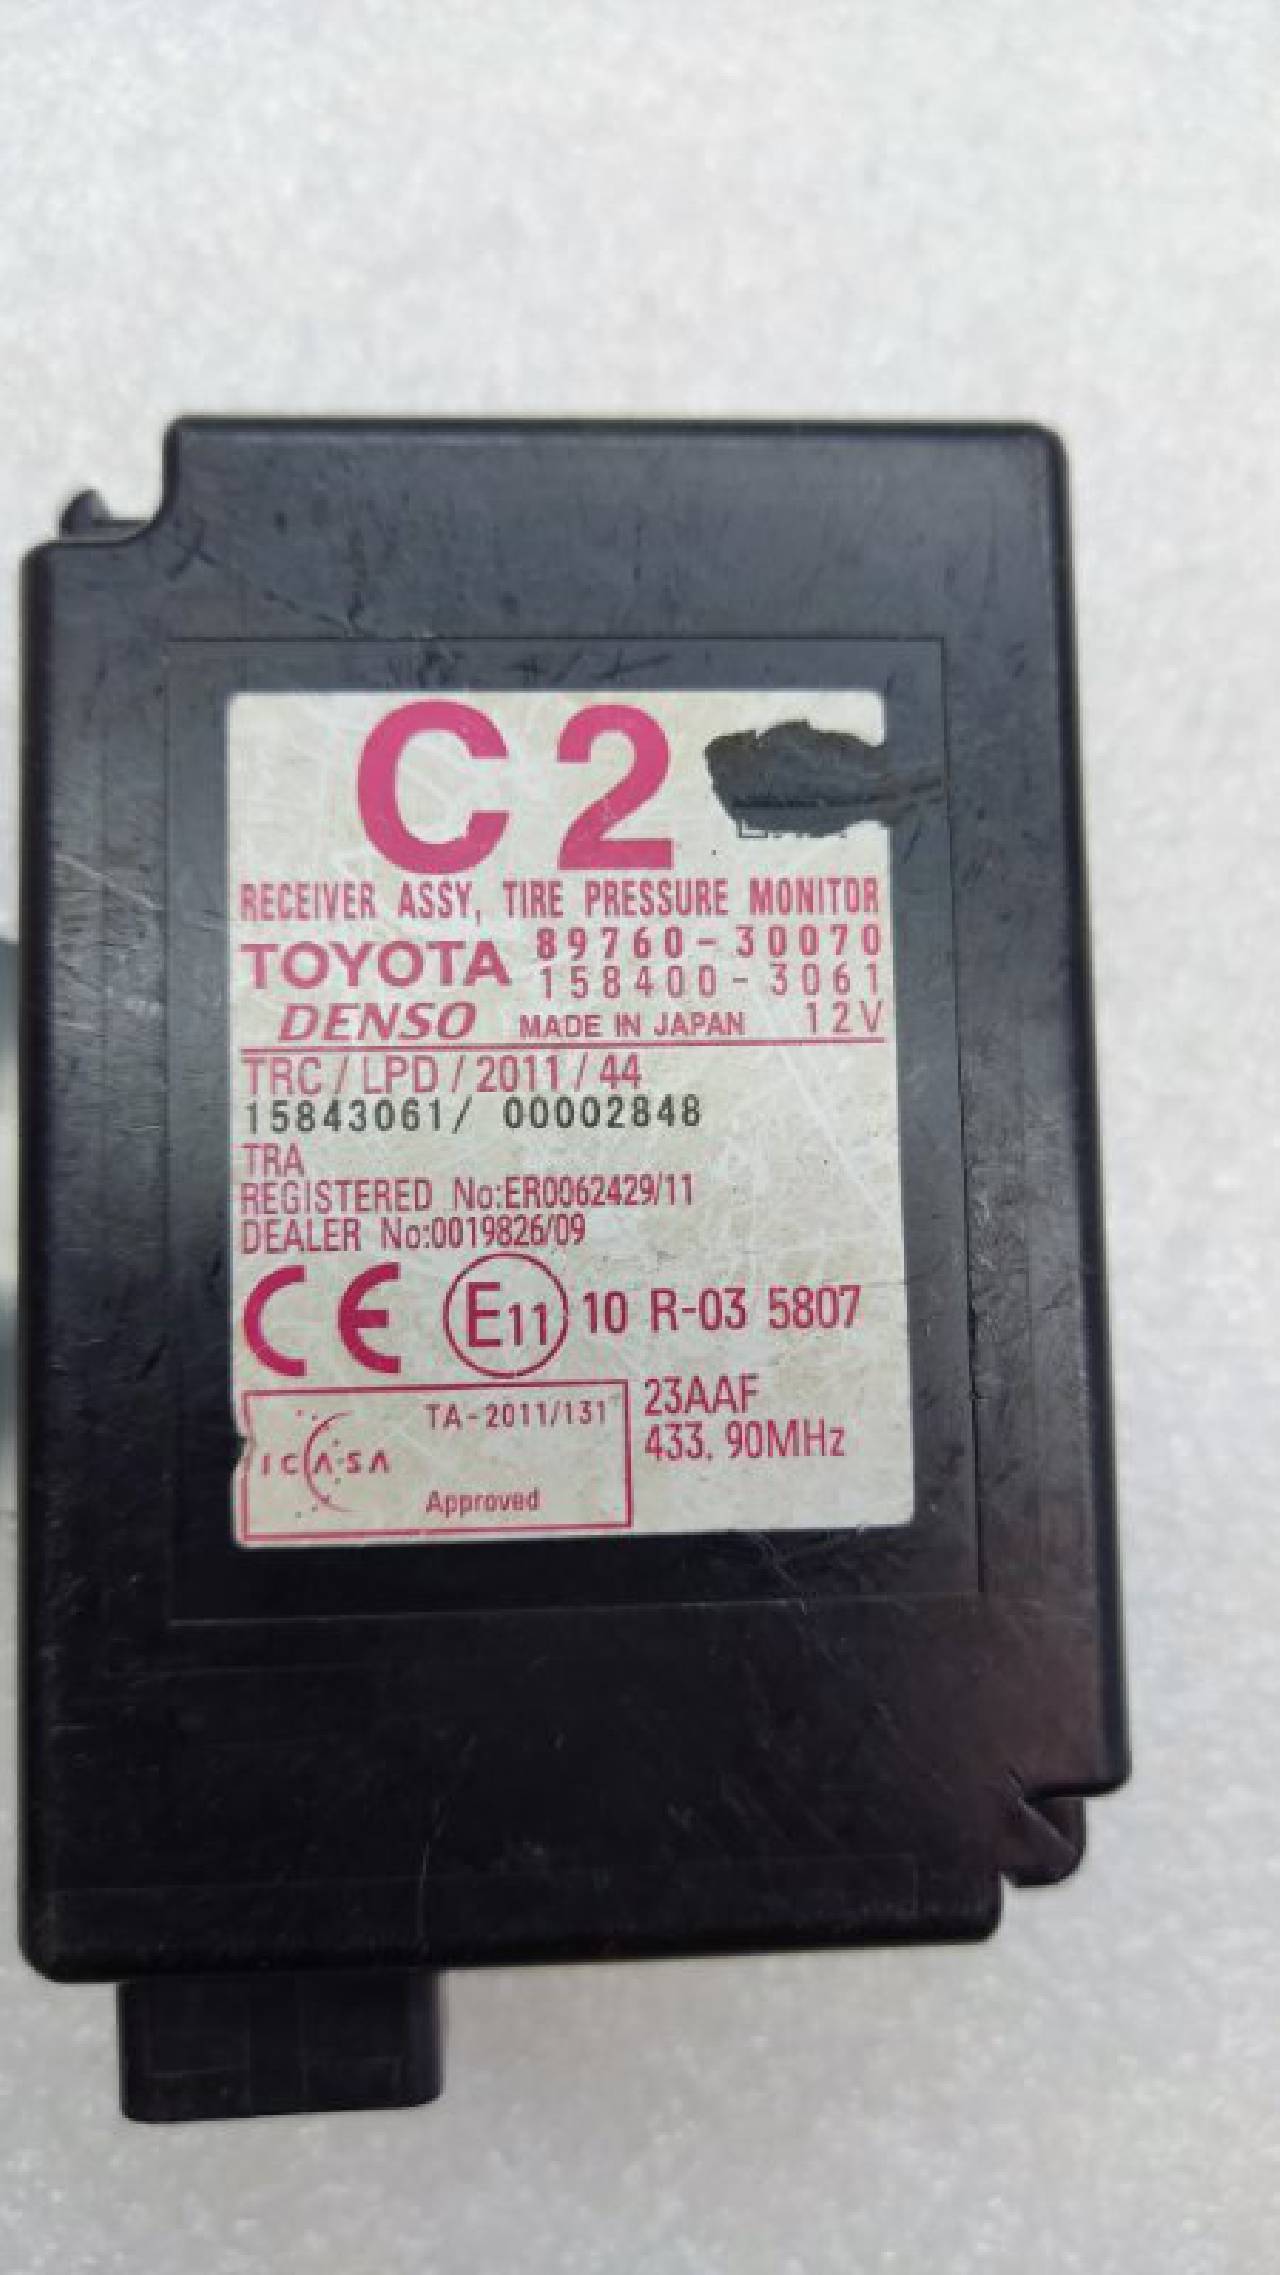 C2
RECEIVER ASSY, TIRE PRESSURE MONITOR
TOYOTA 89760-30070
158400-3061
DENSO MADE IN JAPAN 12V
TRC/LPD/2011/44
15843061/ 00002848
TRA
REGISTERED No:ER0062429/11
DEALER No:0019826/09
CE E11 10 R-03 5807
TA-2011/131
23AAF
ICASA
433.90MHz
Approved